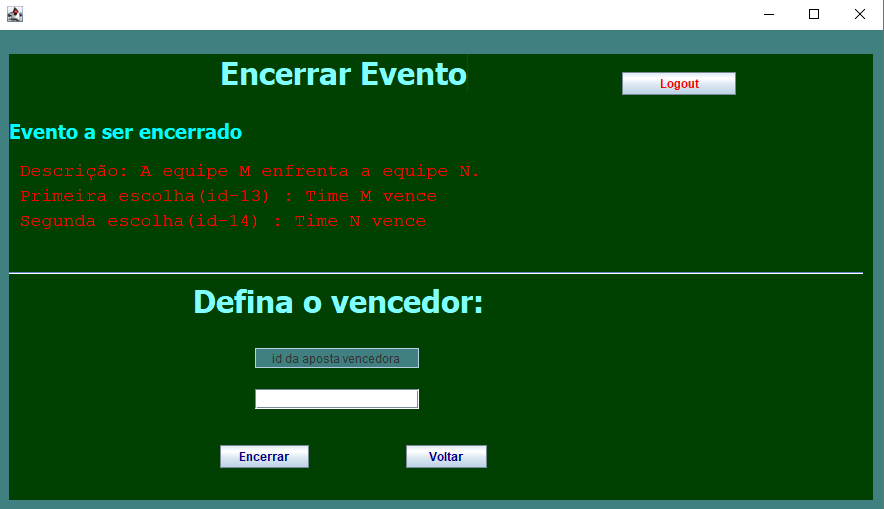 Encerrar Evento
Logout
Evento a ser encerrado
Descrição: A equipe M enfrenta a equipe N.
Primeira escolha(id-13) : Time M vence
Segunda escolha(id-14) : Time N vence
Defina o vencedor:
id da aposta vencedora
Encerrar
Voltar